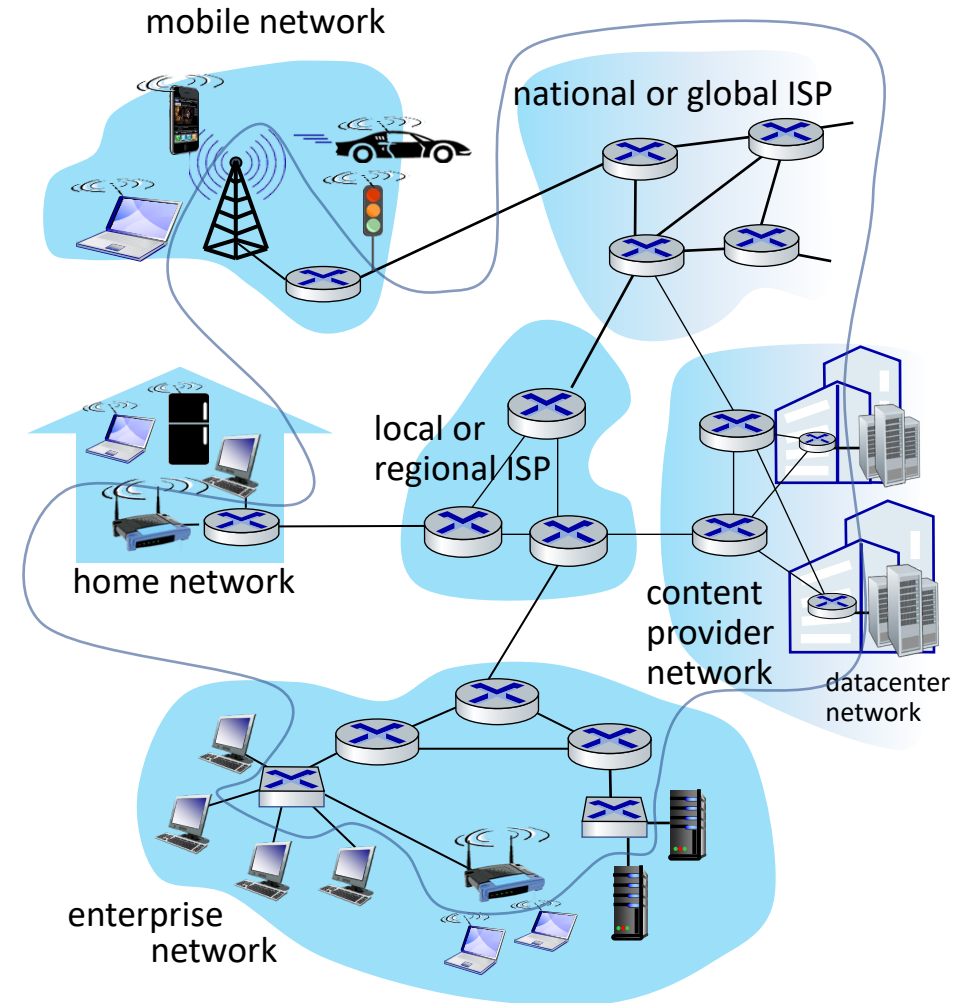 mobile network
national or global ISP
local or
regional ISP
home network
content
provider
network
datacenter
network
enterprise
network